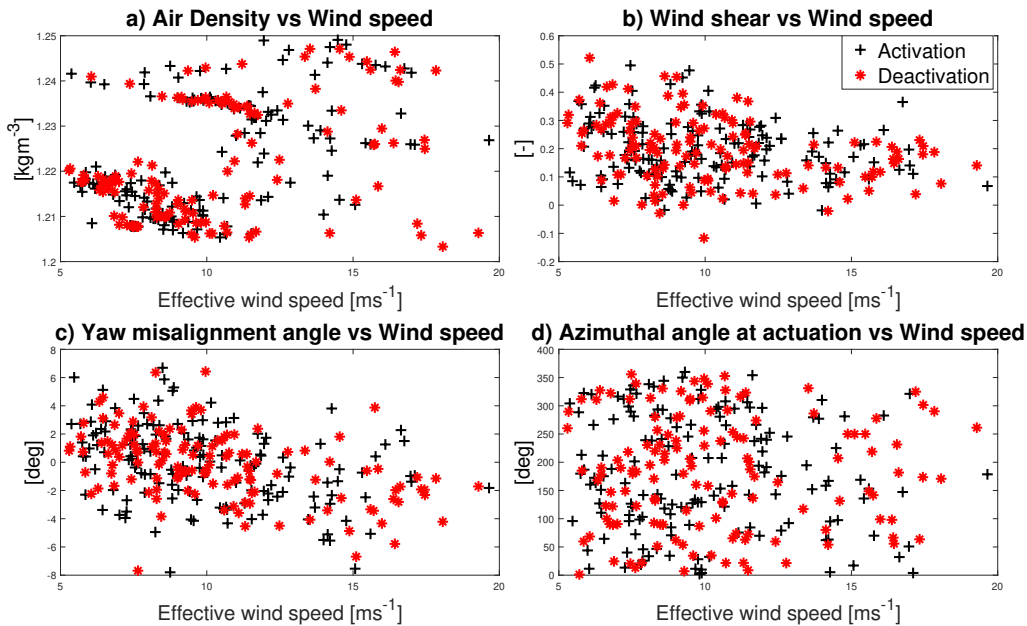 a) Air Density vs Wind speed
[kgm⁻³]
1.25
1.24
1.23
1.22
1.21
1.2
5 10 15 20
Effective wind speed [ms⁻¹]
b) Wind shear vs Wind speed
Activation
Deactivation
[-]
0.6
0.5
0.4
0.3
0.2
0.1
0
0.1
-0.2
5 10 15 20
Effective wind speed [ms⁻¹]
c) Yaw misalignment angle vs Wind speed
[deg]
8
6
4
2
0
-2
-4
-6
-8
5 10 15 20
Effective wind speed [ms⁻¹]
d) Azimuthal angle at actuation vs Wind speed
[deg]
400
350
300
250
200
150
100
50
0
5 10 15 20
Effective wind speed [ms⁻¹]